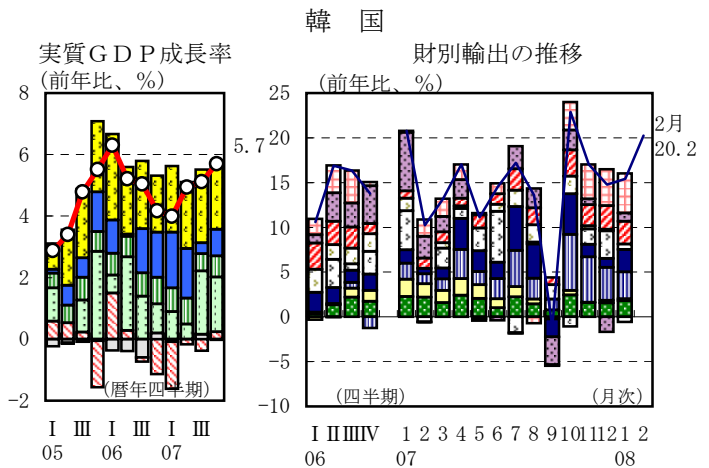 韓　国
実質ＧＤＰ成長率
(前年比、%)
8
6
4
2
0
-2
5.7
(暦年四半期)
Ⅰ Ⅲ Ⅰ Ⅲ Ⅰ Ⅲ
05 06 07
財別輸出の推移
(前年比、%)
25
20
15
10
5
0
-5
-10
2月
20.2
(四半期)
(月次)
Ⅰ Ⅱ Ⅲ Ⅳ 1 2 3 4 5 6 7 8 9 10 11 12 1 2
06 07 08